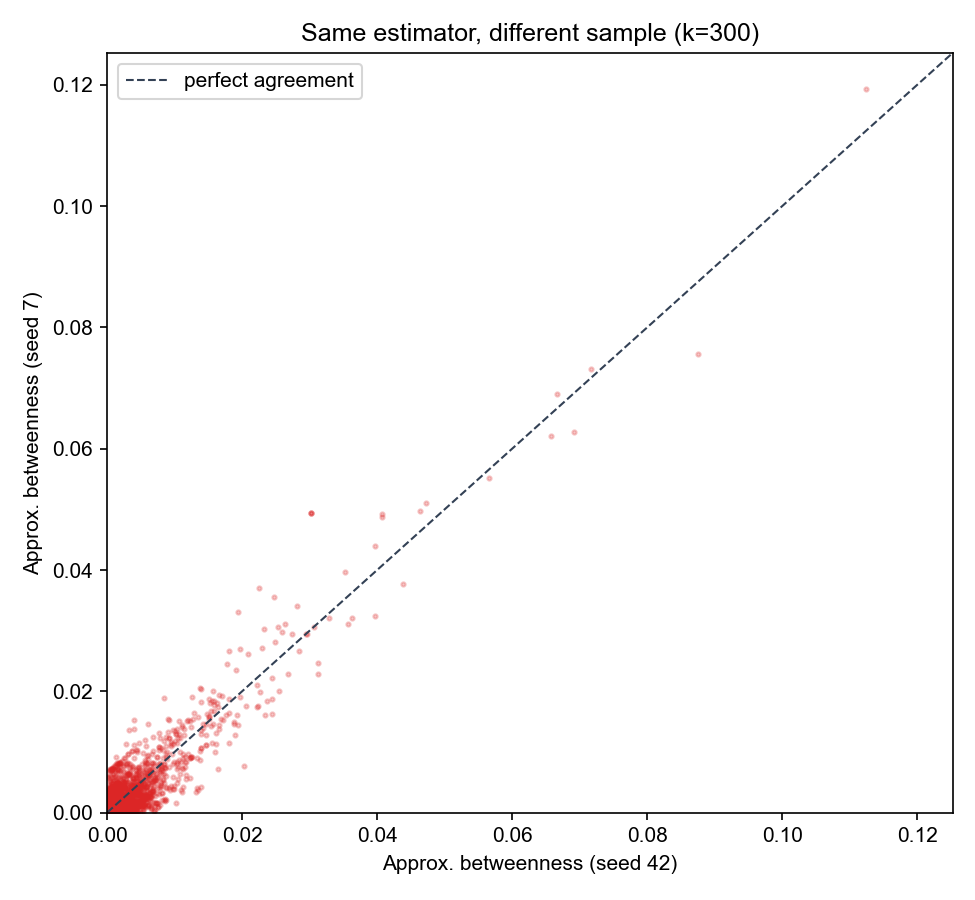 Same estimator, different sample (k=300)
perfect agreement
Approx. betweenness (seed 7)
0.12
0.10
0.08
0.06
0.04
0.02
0.00
0.00 0.02 0.04 0.06 0.08 0.10 0.12
Approx. betweenness (seed 42)